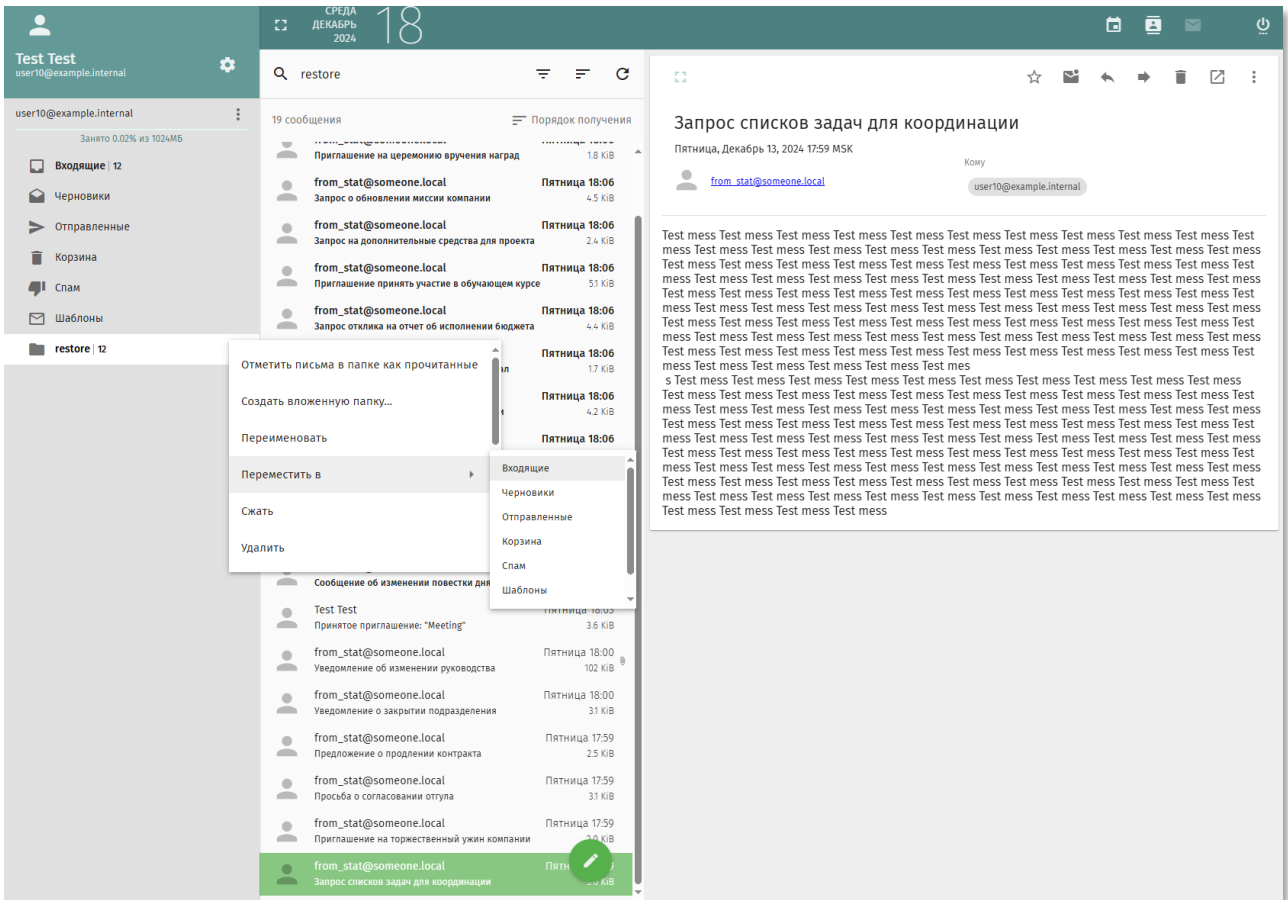 Test Test
user10@example.internal
СРЕДА
ДЕКАБРЬ
2024
18
user10@example.internal
Занято 0.02% из 1024МБ
Входящие | 12
Черновики
Отправленные
Корзина
Спам
Шаблоны
restore | 12
restore
19 сообщения
Порядок получения
Приглашение на церемонию вручения наград 1.8 KiB
from_stat@someone.local Пятница 18:06
Запрос о обновлении миссии компании 4.5 KiB
from_stat@someone.local Пятница 18:06
Запрос на дополнительные средства для проекта 2.4 KiB
from_stat@someone.local Пятница 18:06
Приглашение принять участие в обучающем курсе 5.1 KiB
from_stat@someone.local Пятница 18:06
Запрос отклика на отчет об исполнении бюджета 4.4 KiB
Пятница 18:06
1.7 KiB
Пятница 18:06
4.2 KiB
Пятница 18:06
Отметить письма в папке как прочитанные
Создать вложенную папку...
Переименовать
Переместить в
Сжать
Удалить
Входящие
Черновики
Отправленные
Корзина
Спам
Шаблоны
Сообщение об изменении повестки дня
Test Test Пятница 18:03
Принятое приглашение: "Meeting" 3.6 KiB
from_stat@someone.local Пятница 18:00
Уведомление об изменении руководства 102 KiB
from_stat@someone.local Пятница 18:00
Уведомление о закрытии подразделения 3.1 KiB
from_stat@someone.local Пятница 17:59
Предложение о продлении контракта 2.5 KiB
from_stat@someone.local Пятница 17:59
Просьба о согласовании отгула 3.1 KiB
from_stat@someone.local Пятница 17:59
Приглашение на торжественный ужин компании
from_stat@someone.local
Запрос списков задач для координации
Запрос списков задач для координации
Пятница, Декабрь 13, 2024 17:59 MSK
Кому
from_stat@someone.local
user10@example.internal
Test mess Test mess Test mess Test mess Test mess Test mess Test mess Test mess Test mess Test mess Test
mess Test mess Test mess Test mess Test mess Test mess Test mess Test mess Test mess Test mess Test mess
Test mess Test mess Test mess Test mess Test mess Test mess Test mess Test mess Test mess Test mess Test
mess Test mess Test mess Test mess Test mess Test mess Test mess Test mess Test mess Test mess Test mess
Test mess Test mess Test mess Test mess Test mess Test mess Test mess Test mess Test mess Test mess Test
mess Test mess Test mess Test mess Test mess Test mess Test mess Test mess Test mess Test mess Test mess
Test mess Test mess Test mess Test mess Test mess Test mess Test mess Test mess Test mess Test mess Test
mess Test mess Test mess Test mess Test mess Test mess Test mess Test mess Test mess Test mess Test mess
Test mess Test mess Test mess Test mess Test mess Test mess Test mess Test mess Test mess Test mess Test
mess Test mess Test mess Test mess Test mess Test mes
s Test mess Test mess Test mess Test mess Test mess Test mess Test mess Test mess Test mess Test mess
Test mess Test mess Test mess Test mess Test mess Test mess Test mess Test mess Test mess Test mess Test
mess Test mess Test mess Test mess Test mess Test mess Test mess Test mess Test mess Test mess Test mess
Test mess Test mess Test mess Test mess Test mess Test mess Test mess Test mess Test mess Test mess Test
mess Test mess Test mess Test mess Test mess Test mess Test mess Test mess Test mess Test mess Test mess
Test mess Test mess Test mess Test mess Test mess Test mess Test mess Test mess Test mess Test mess Test
mess Test mess Test mess Test mess Test mess Test mess Test mess Test mess Test mess Test mess Test mess
Test mess Test mess Test mess Test mess Test mess Test mess Test mess Test mess Test mess Test mess Test
mess Test mess Test mess Test mess Test mess Test mess Test mess Test mess Test mess Test mess Test mess
Test mess Test mess Test mess Test mess